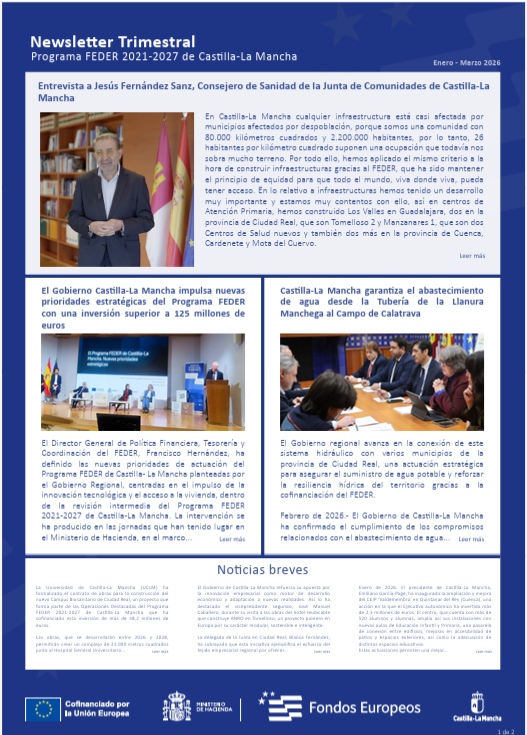 Newsletter Trimestral
Programa FEDER 2021-2027 de Castilla-La Mancha
Enero - Marzo 2026
Entrevista a Jesús Fernández Sanz, Consejero de Sanidad de la Junta de Comunidades de Castilla-La
Mancha
En Castilla-La Mancha cualquier infraestructura está casi afectada por
municipios afectados por despoblación, porque somos una comunidad con
80.000 kilómetros cuadrados y 2.200.000 habitantes, por lo tanto, 26
habitantes por kilómetro cuadrado suponen una ocupación que todavía nos
sobra mucho terreno. Por todo ello, hemos aplicado el mismo criterio a la
hora de construir infraestructuras gracias al FEDER, que ha sido mantener
el principio de equidad para que todo el mundo, viva donde viva, pueda
tener acceso. En lo relativo a infraestructuras hemos tenido un desarrollo
muy importante y estamos muy contentos con ello, así en centros de
Atención Primaria, hemos construido Los Valles en Guadalajara, dos en la
provincia de Ciudad Real, que son Tomelloso 2 y Manzanares 1, que son dos
Centros de Salud nuevos y también dos más en la provincia de Cuenca,
Cardenete y Mota del Cuervo.
Leer más
El Gobierno Castilla-La Mancha impulsa nuevas
prioridades estratégicas del Programa FEDER
con una inversión superior a 125 millones de
euros
El Programa FEDER de Castilla-La
Mancha. Nuevas prioridades
estratégicas
El Director General de Política Financiera, Tesorería y
Coordinación del FEDER, Francisco Hernández, ha
definido las nuevas prioridades de actuación del
Programa FEDER de Castilla- La Mancha planteadas por
el Gobierno Regional, centradas en el impulso de la
innovación tecnológica y el acceso a la vivienda, dentro
de la revisión intermedia del Programa FEDER
2021-2027 de Castilla-La Mancha. La intervención se
ha producido en las jornadas que han tenido lugar en
el Ministerio de Hacienda, en el marco... Leer más
Castilla-La Mancha garantiza el abastecimiento
de agua desde la Tubería de la Llanura
Manchega al Campo de Calatrava
El Gobierno regional avanza en la conexión de este
sistema hidráulico con varios municipios de la
provincia de Ciudad Real, una actuación estratégica
para asegurar el suministro de agua potable y reforzar
la resiliencia hídrica del territorio gracias a la
cofinanciación del FEDER.
Febrero de 2026.- El Gobierno de Castilla-La Mancha
ha confirmado el cumplimiento de los compromisos
relacionados con el abastecimiento de agua... Leer más
Noticias breves
La Universidad de Castilla-La Mancha (UCLM) ha
formalizado el contrato de obras para la construcción del
nuevo Campus Biosanitario de Ciudad Real, un proyecto que
forma parte de las Operaciones Destacadas del Programa
FEDER 2021-2027 de Castilla-La Mancha que ha
cofinanciado esta inversión de más de 38,2 millones de
euros.
Las obras, que se desarrollarán entre 2026 y 2028,
permitirán crear un complejo de 23.000 metros cuadrados
junto al Hospital General Universitario... Leer más
El Gobierno de Castilla-La Mancha refuerza su apuesta por
la innovación empresarial como motor de desarrollo
económico y adaptación a nuevas realidades. Así lo ha
destacado el vicepresidente segundo, José Manuel
Caballero, durante su visita a las obras del hotel
que construye ANRO en Tomelloso, un proyecto pionero en
Europa por su carácter modular, sostenible e inteligente.
La delegada de la Junta en Ciudad Real, Blanca Fernández,
ha subrayado que esta iniciativa ejemplifica el esfuerzo del
tejido empresarial regional por ofrecer... Leer más
Enero de 2026. El presidente de Castilla-La Mancha,
Emiliano García-Page, ha inaugurado la ampliación y mejora
del CEIP en Quintanar del Rey (Cuenca), una
acción en la que el Ejecutivo autonómico ha invertido más
de 2,3 millones de euros. El centro, que cuenta con más de
520 alumnos y alumnas, amplía así sus instalaciones con
nuevas aulas de Educación Infantil y Primaria, una pasarela
de conexión entre edificios, mejoras en accesibilidad de
patios y espacios exteriores, así como la adecuación de
distintos espacios educativos.
Estas actuaciones permiten una mejor... Leer más
Cofinanciado por
la Unión Europea
MINISTERIO
DE HACIENDA
Fondos Europeos
Castilla-La Mancha
1 de 2